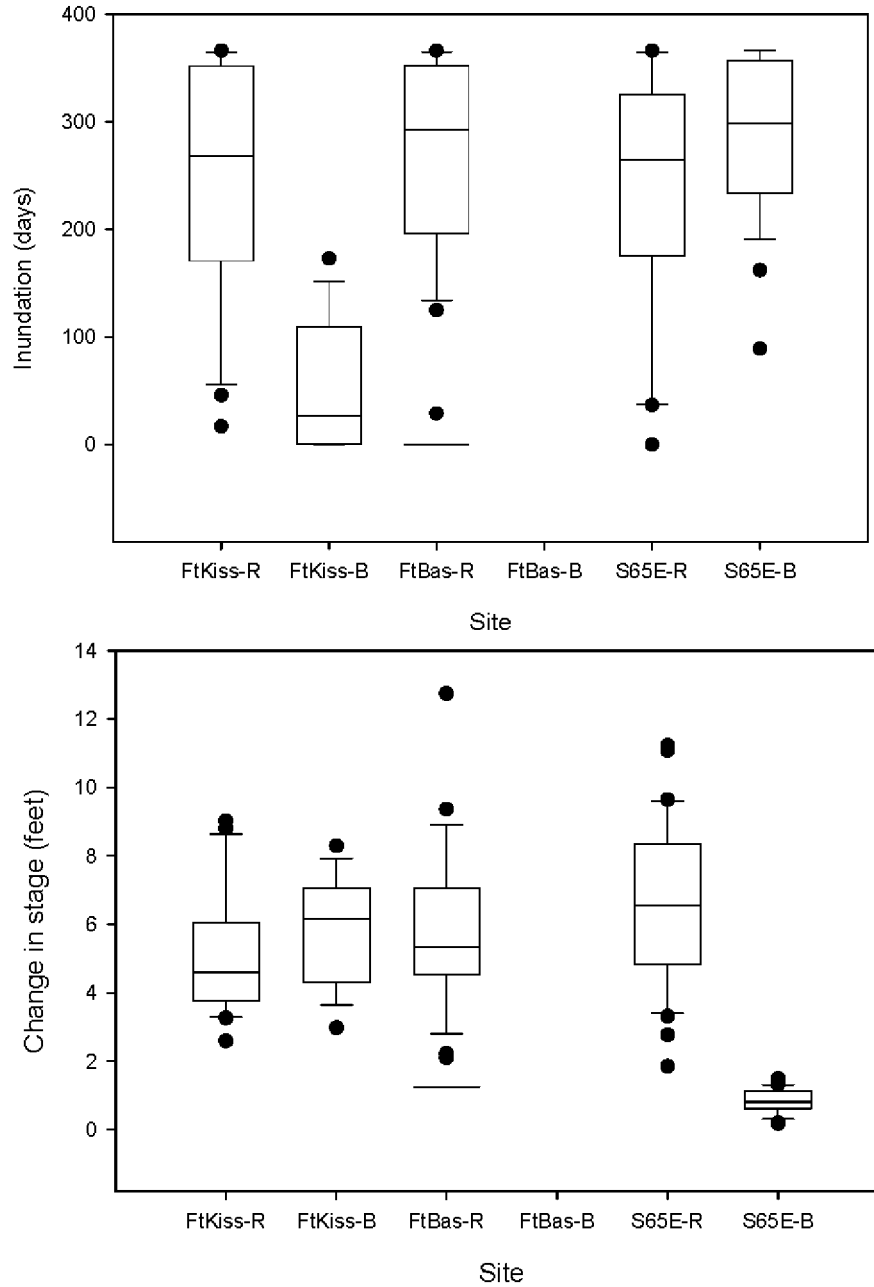 400
300
200
100
0
Inundation (days)
FtKiss-R FtKiss-B FtBas-R FtBas-B S65E-R S65E-B
Site
14
12
10
8
6
4
2
0
Change in stage (feet)
FtKiss-R FtKiss-B FtBas-R FtBas-B S65E-R S65E-B
Site